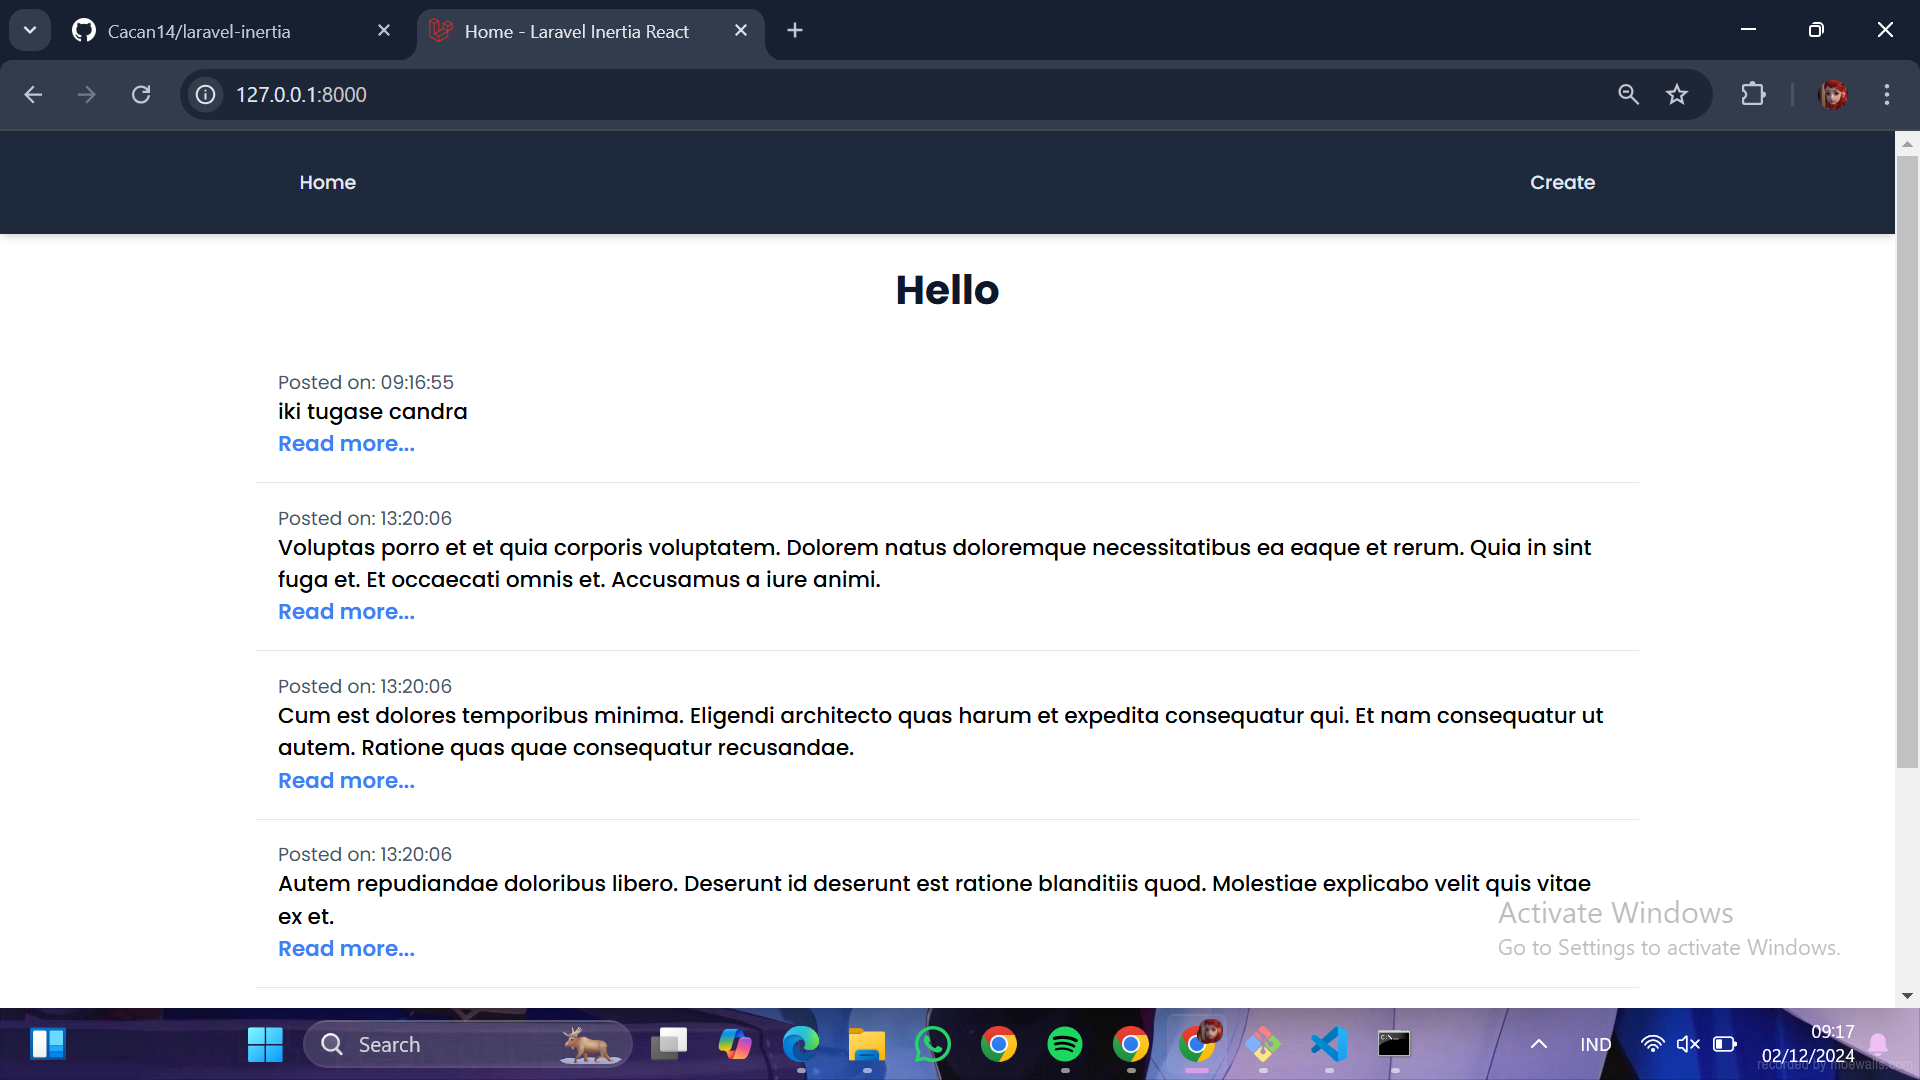 Cacan14/laravel-inertia
Home - Laravel Inertia React
127.0.0.1:8000
Home
Create
Hello
Posted on: 09:16:55
iki tugase candra
Read more...
Posted on: 13:20:06
Voluptas porro et et quia corporis voluptatem. Dolorem natus doloremque necessitatibus ea eaque et rerum. Quia in sint
fuga et. Et occaecati omnis et. Accusamus a iure animi.
Read more...
Posted on: 13:20:06
Cum est dolores temporibus minima. Eligendi architecto quas harum et expedita consequatur qui. Et nam consequatur ut
autem. Ratione quas quae consequatur recusandae.
Read more...
Posted on: 13:20:06
Autem repudiandae doloribus libero. Deserunt id deserunt est ratione blanditiis quod. Molestiae explicabo velit quis vitae
ex et.
Read more...
Activate Windows
Go to Settings to activate Windows.
Search
IND
09:17
02/12/2024
recorded by moewalls.com